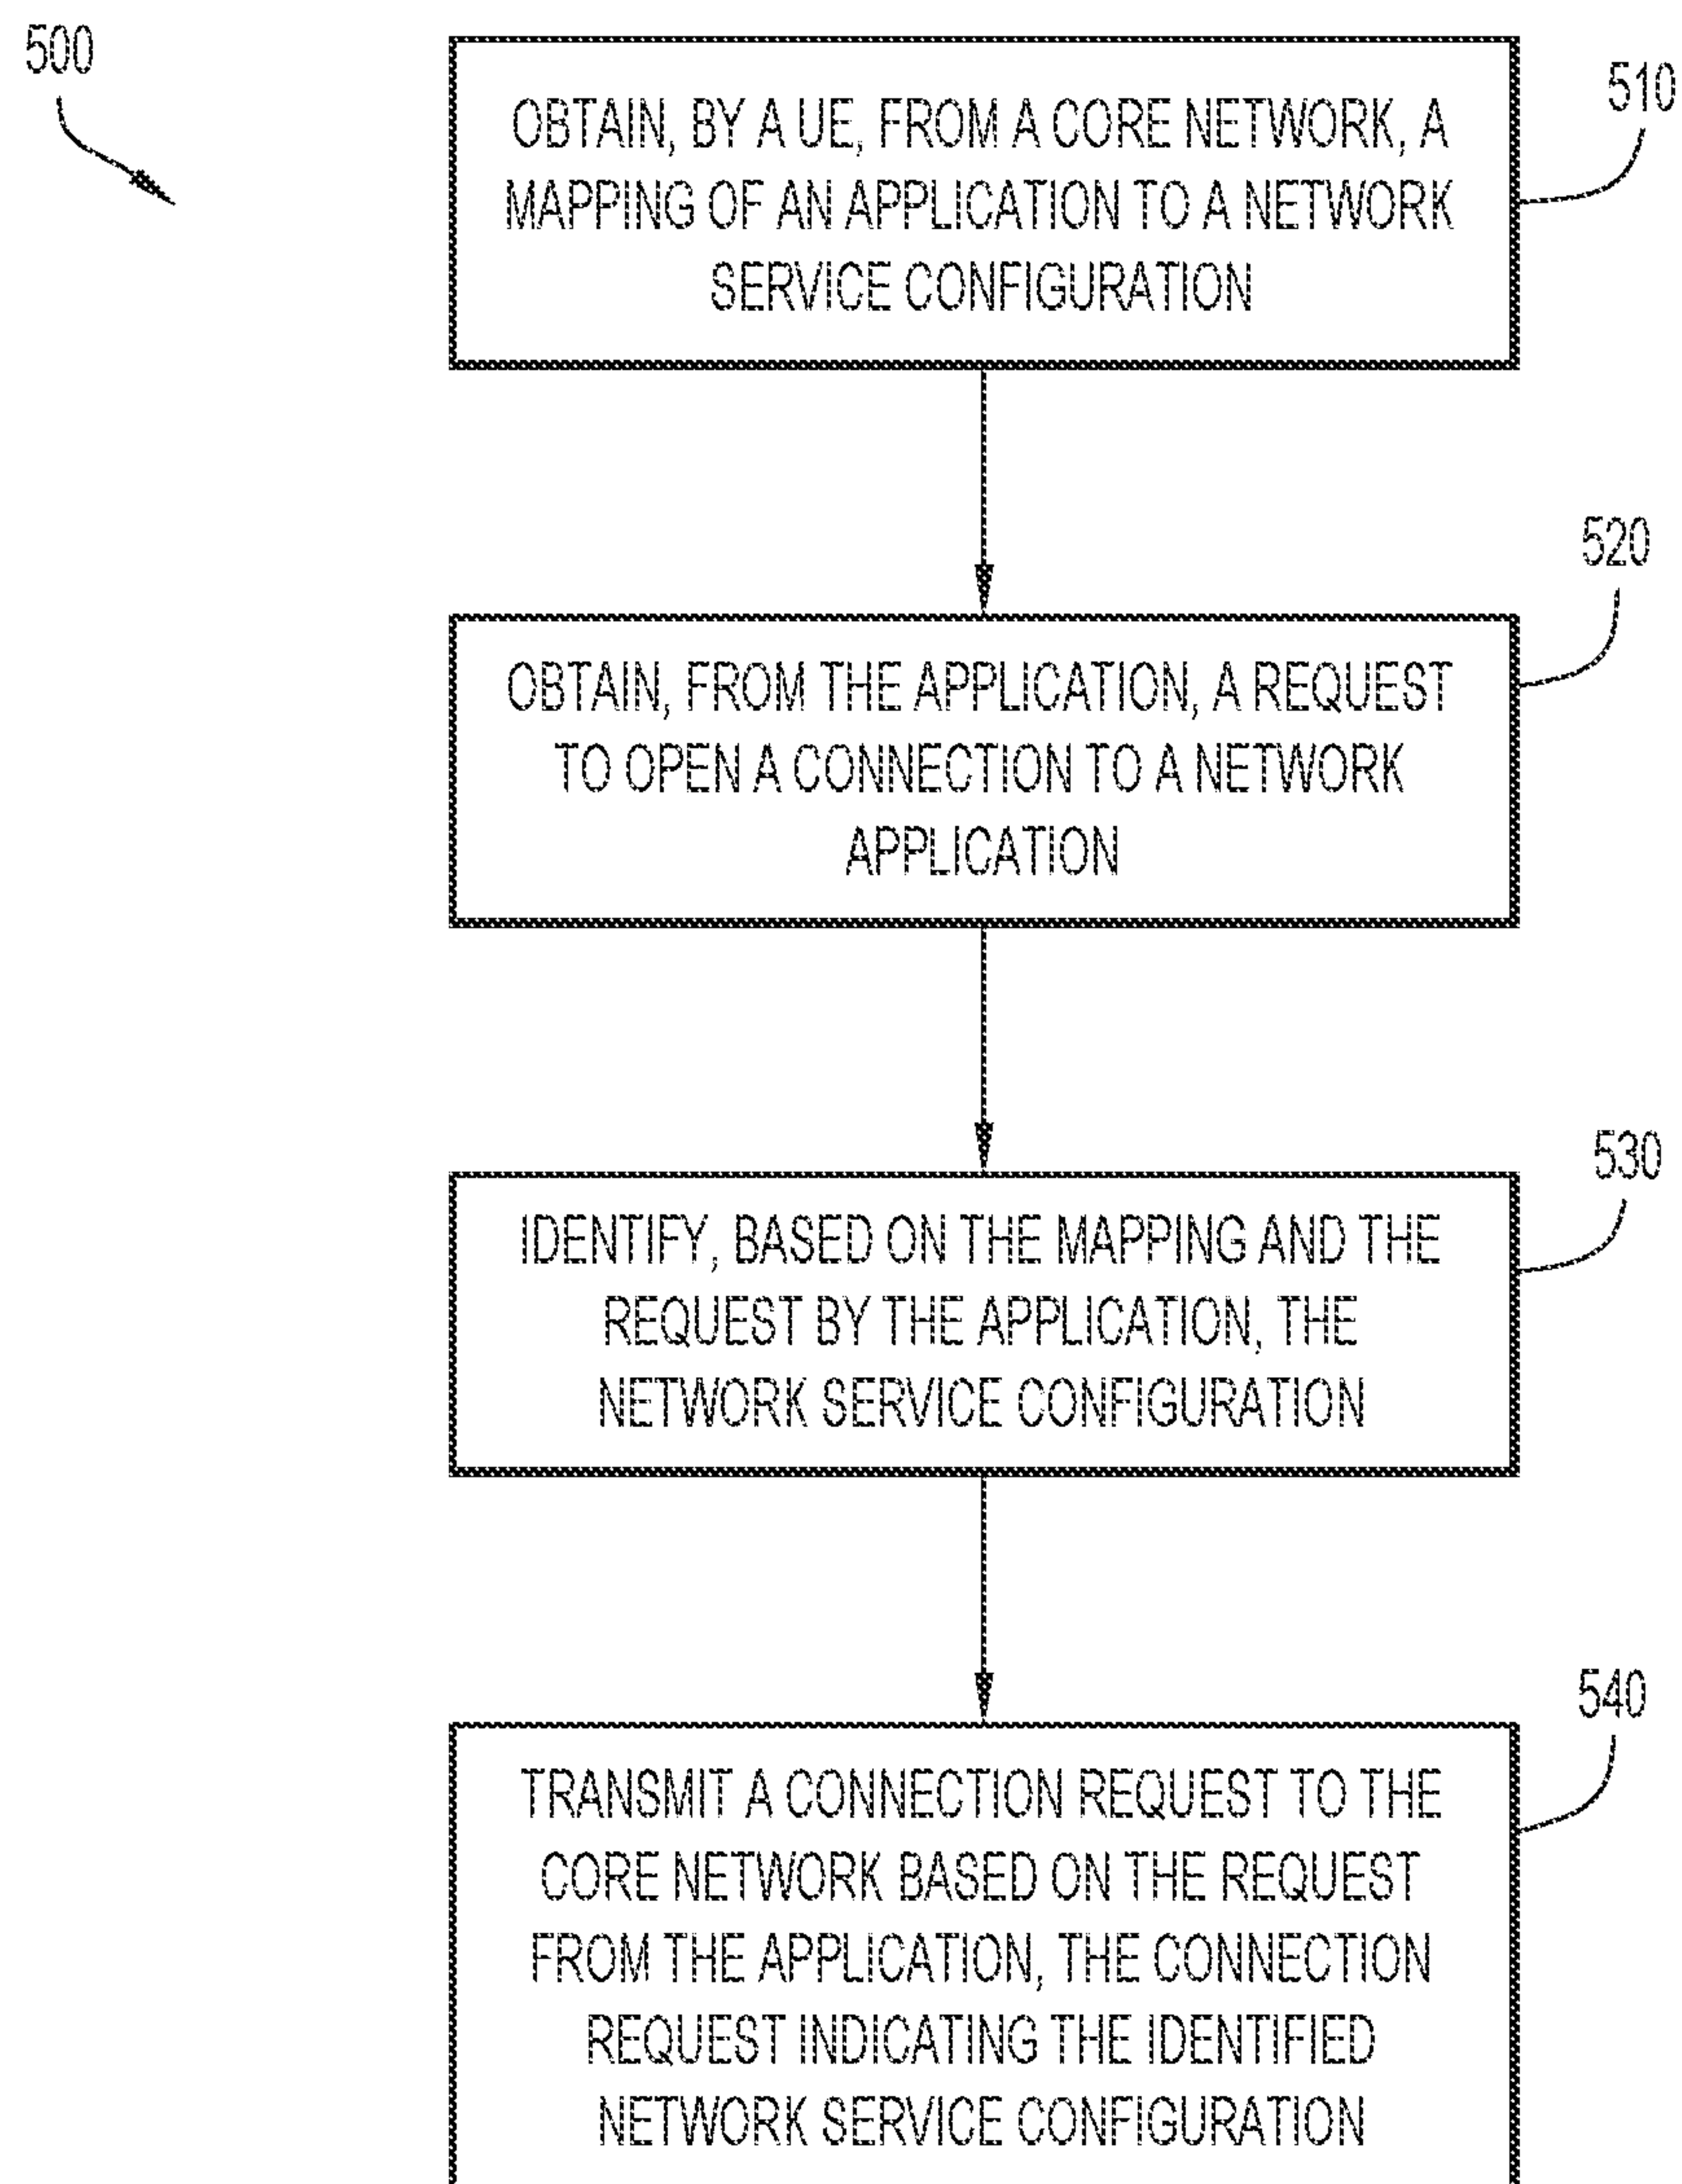 500
510
OBTAIN, BY A UE, FROM A CORE NETWORK, A
MAPPING OF AN APPLICATION TO A NETWORK
SERVICE CONFIGURATION
520
OBTAIN, FROM THE APPLICATION, A REQUEST
TO OPEN A CONNECTION TO A NETWORK
APPLICATION
530
IDENTIFY, BASED ON THE MAPPING AND THE
REQUEST BY THE APPLICATION, THE
NETWORK SERVICE CONFIGURATION
540
TRANSMIT A CONNECTION REQUEST TO THE
CORE NETWORK BASED ON THE REQUEST
FROM THE APPLICATION, THE CONNECTION
REQUEST INDICATING THE IDENTIFIED
NETWORK SERVICE CONFIGURATION